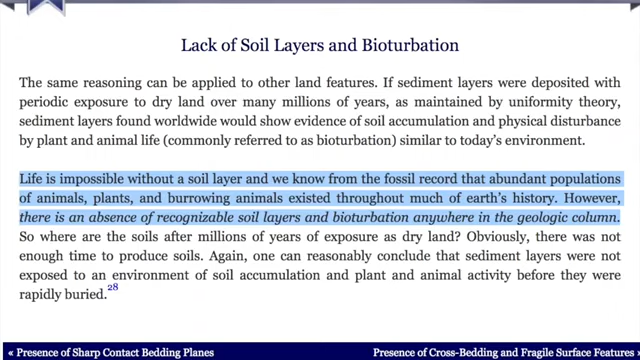 Lack of Soil Layers and Bioturbation
The same reasoning can be applied to other land features. If sediment layers were deposited with
periodic exposure to dry land over many millions of years, as maintained by uniformity theory,
sediment layers found worldwide would show evidence of soil accumulation and physical disturbance
by plant and animal life (commonly referred to as bioturbation) similar to today's environment.
Life is impossible without a soil layer and we know from the fossil record that abundant populations
of animals, plants, and burrowing animals existed throughout much of earth's history. However,
there is an absence of recognizable soil layers and bioturbation anywhere in the geologic column.
So where are the soils after millions of years of exposure as dry land? Obviously, there was not
enough time to produce soils. Again, one can reasonably conclude that sediment layers were not
exposed to an environment of soil accumulation and plant and animal activity before they were
rapidly buried.28
« Presence of Sharp Contact Bedding Planes
Presence of Cross-Bedding and Fragile Surface Features »